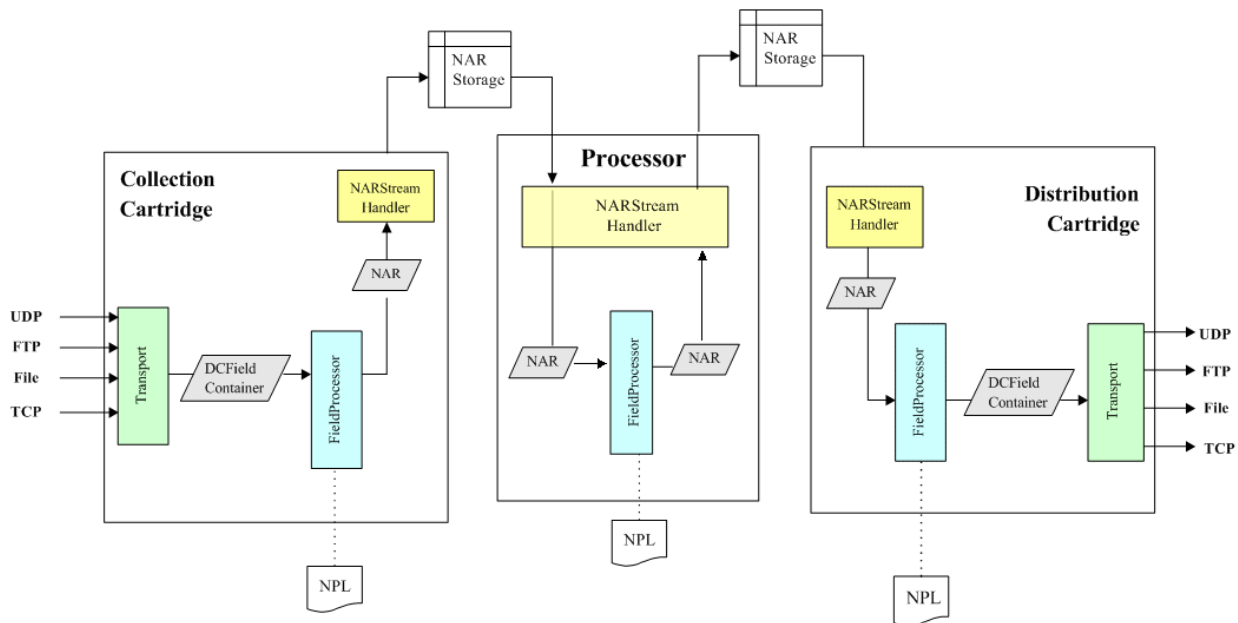 NAR
Storage
NAR
Storage
Collection
Cartridge
NARStream
Handler
NAR
UDP
FTP
File
TCP
Transport
DCField
Container
FieldProcessor
NPL
Processor
NARStream
Handler
NAR
FieldProcessor
NAR
NPL
Distribution
Cartridge
NARStream
Handler
NAR
FieldProcessor
DCField
Container
Transport
UDP
FTP
File
TCP
NPL